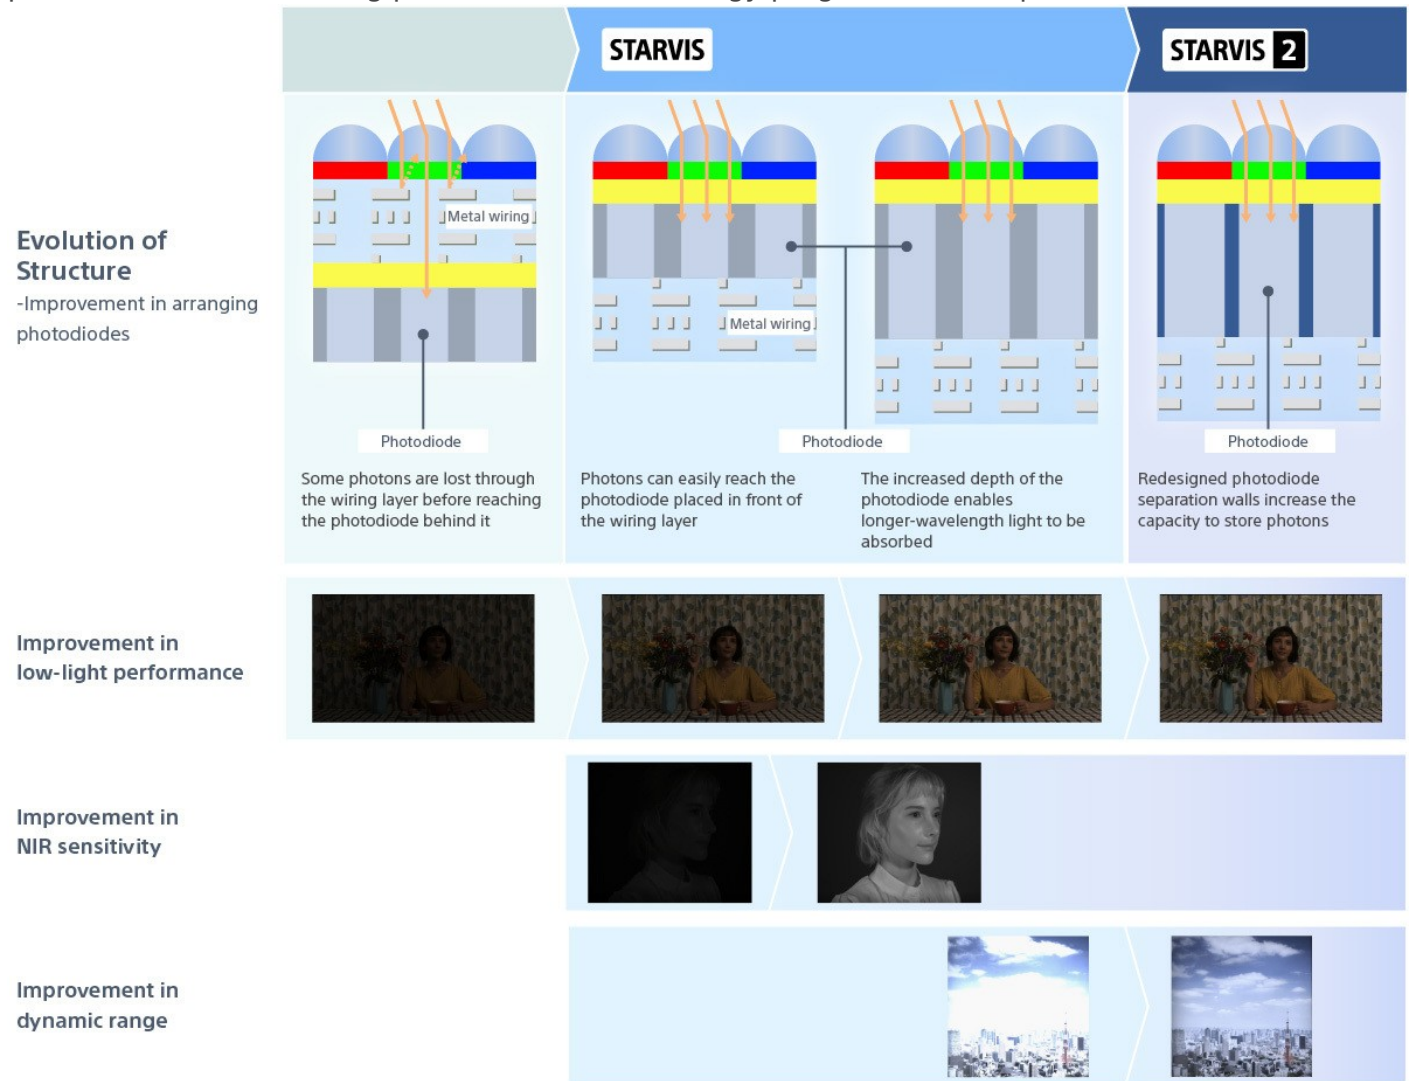 STARVIS
STARVIS 2
Evolution of
Structure
-Improvement in arranging
photodiodes
Metal wiring
Metal wiring
Photodiode
Photodiode
Photodiode
Some photons are lost through
the wiring layer before reaching
the photodiode behind it
Photons can easily reach the
photodiode placed in front of
the wiring layer
The increased depth of the
photodiode enables
longer-wavelength light to be
absorbed
Redesigned photodiode
separation walls increase the
capacity to store photons
Improvement in
low-light performance
Improvement in
NIR sensitivity
Improvement in
dynamic range